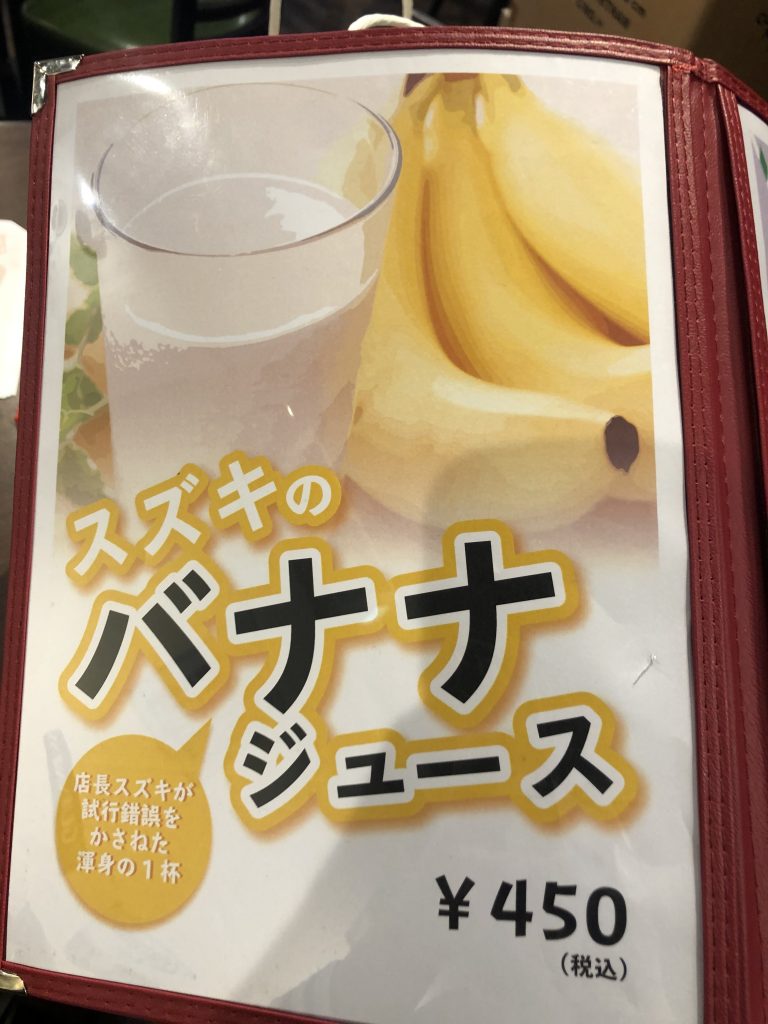 スズキの
バナナ
ジュース
店長スズキが
試行錯誤を
かさねた
渾身の1杯
¥450
(税込)